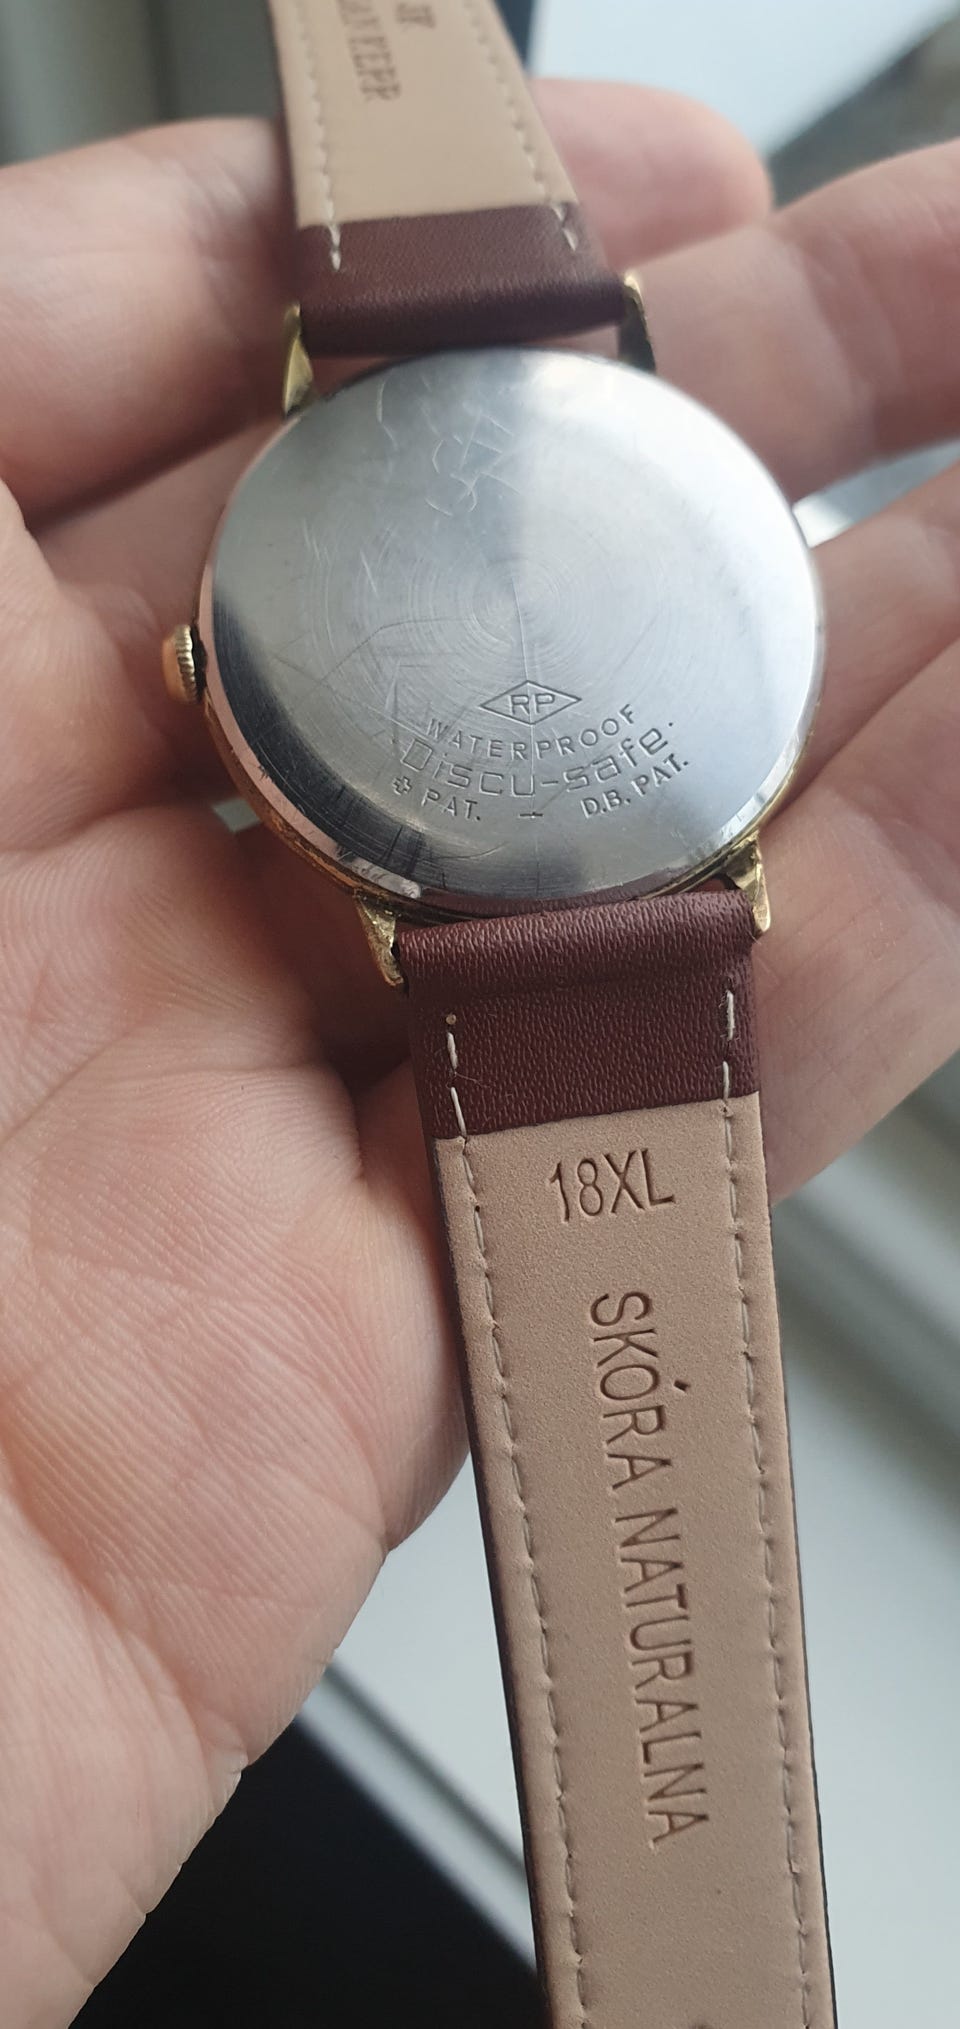 RP
WATERPROOF
Discu-safe.
PAT. D.B. PAT.
18XL
SKÓRA NATURALNA